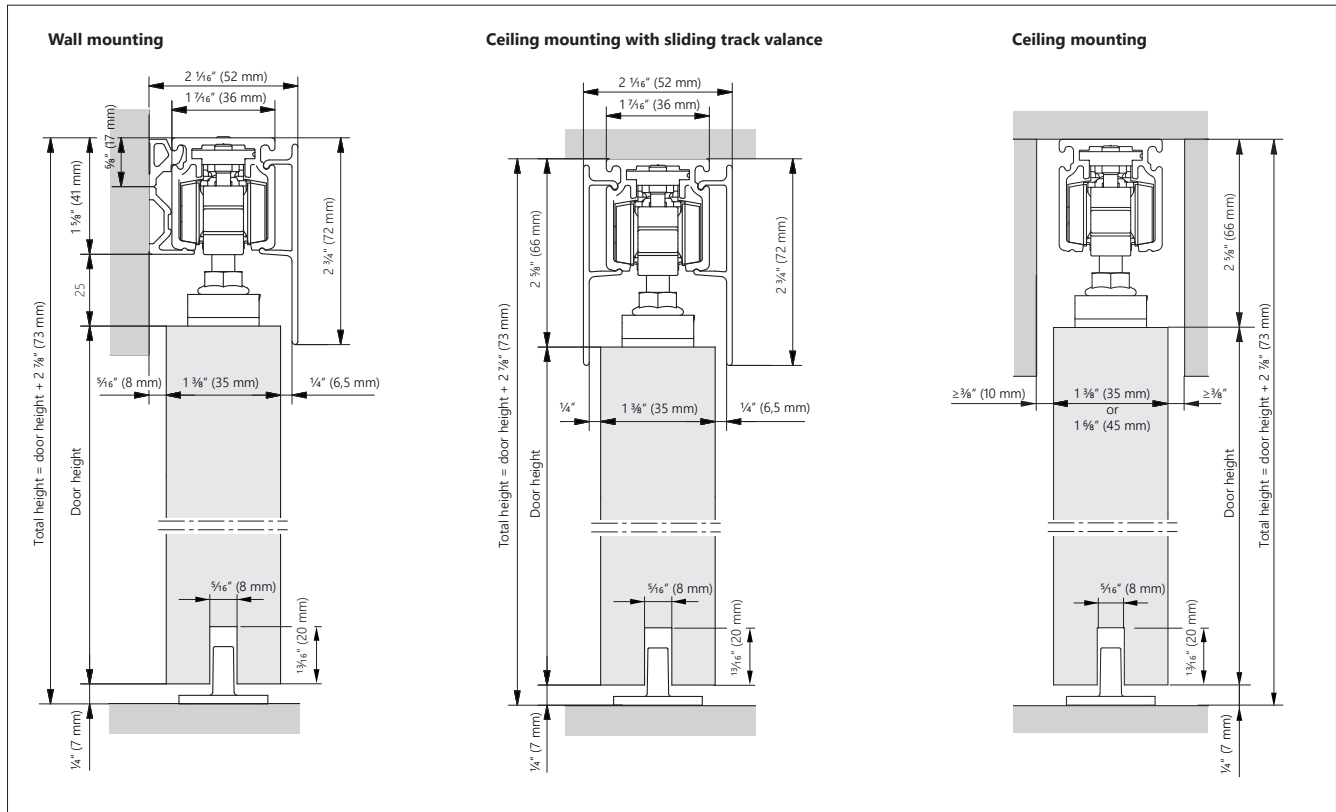 Wall mounting
2 1⁄16" (52 mm)
1 7⁄16" (36 mm)
6⁄8" (17 mm)
1 5⁄8" (41 mm)
25
2 3⁄4" (72 mm)
Total height = door height + 2 7⁄8" (73 mm)
Door height
5⁄16" (8 mm)
1 3⁄8" (35 mm)
1⁄4" (6,5 mm)
5⁄16" (8 mm)
13⁄16" (20 mm)
1⁄4" (7 mm)
Ceiling mounting with sliding track valance
2 1⁄16" (52 mm)
1 7⁄16" (36 mm)
2 5⁄8" (66 mm)
2 3⁄4" (72 mm)
Total height = door height + 2 7⁄8" (73 mm)
Door height
1⁄4"
1 3⁄8" (35 mm)
1⁄4" (6,5 mm)
5⁄16" (8 mm)
13⁄16" (20 mm)
1⁄4" (7 mm)
Ceiling mounting
2 5⁄8" (66 mm)
≥3⁄8" (10 mm)
1 3⁄8" (35 mm)
or
1 6⁄8" (45 mm)
≥3⁄8"
Door height
Total height = door height + 2 7⁄8" (73 mm)
5⁄16" (8 mm)
13⁄16" (20 mm)
1⁄4" (7 mm)